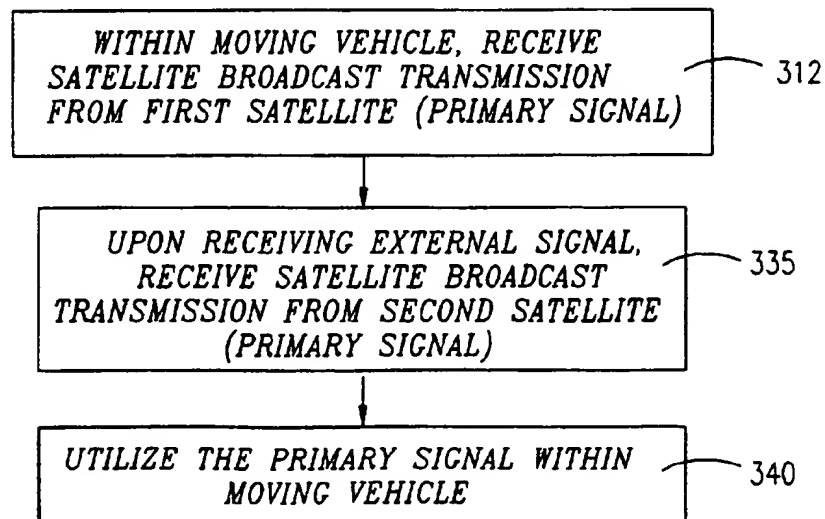 WITHIN MOVING VEHICLE, RECEIVE
SATELLITE BROADCAST TRANSMISSION
FROM FIRST SATELLITE (PRIMARY SIGNAL)
312
UPON RECEIVING EXTERNAL SIGNAL,
RECEIVE SATELLITE BROADCAST
TRANSMISSION FROM SECOND SATELLITE
(PRIMARY SIGNAL)
335
UTILIZE THE PRIMARY SIGNAL WITHIN
MOVING VEHICLE
340